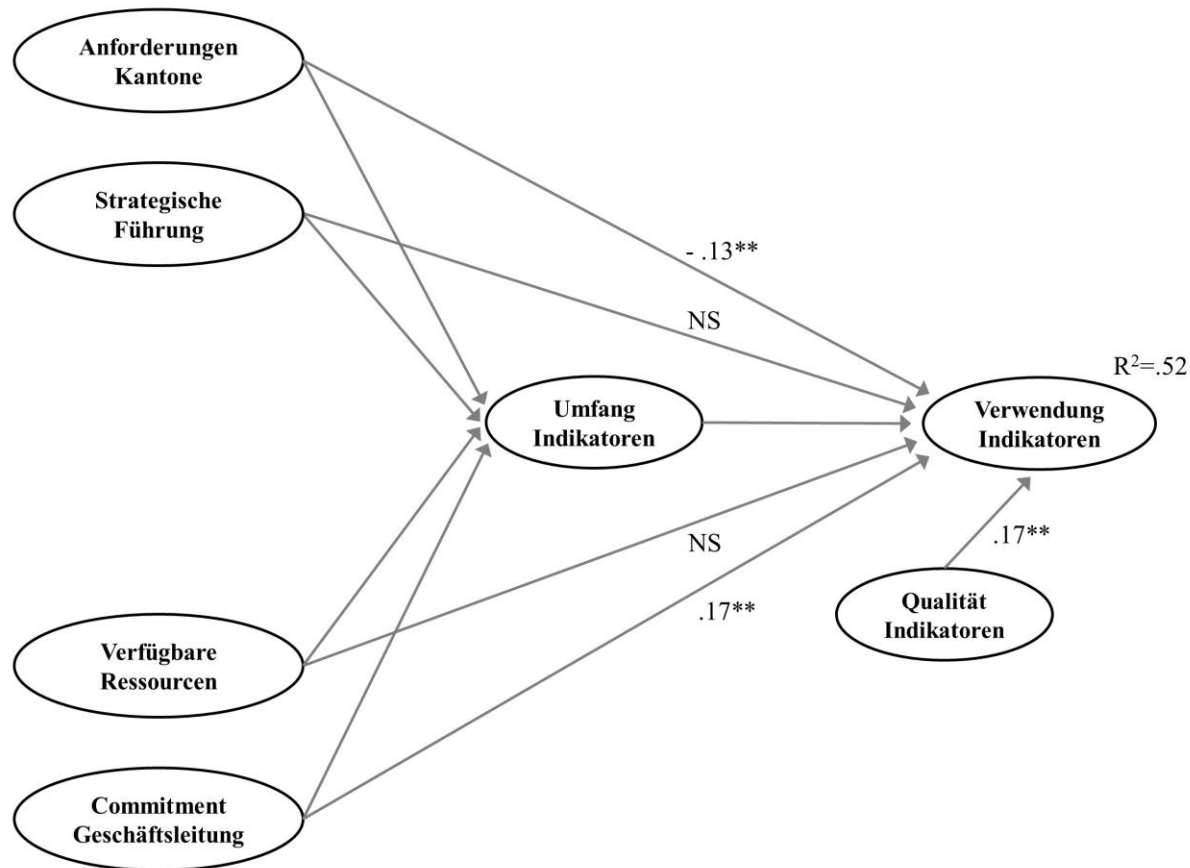 Anforderungen
Kantone
Strategische
Führung
- .13**
NS
R²=.52
Umfang
Indikatoren
Verwendung
Indikatoren
NS
.17**
.17**
Qualität
Indikatoren
Verfügbare
Ressourcen
Commitment
Geschäftsleitung